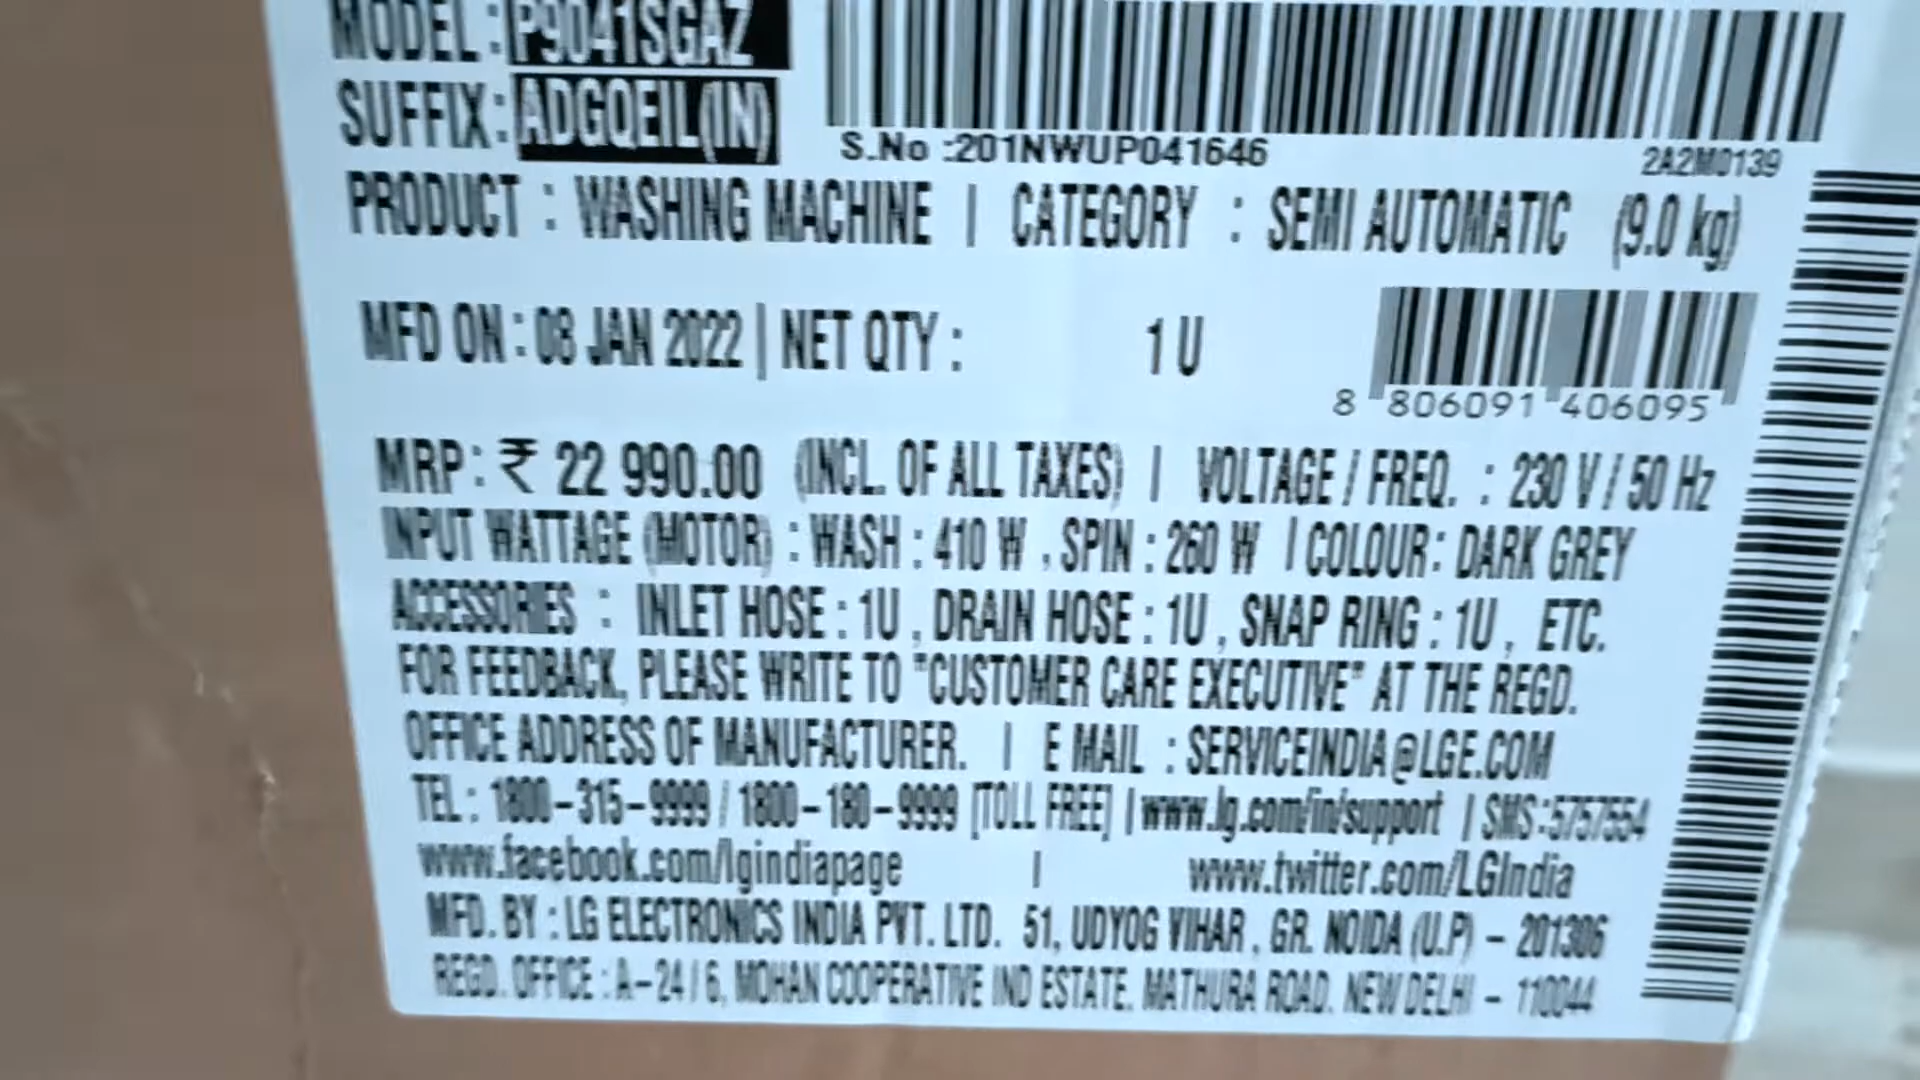 MODEL : P9041SGAZ
SUFFIX : ADGQEIL(IN)
S.No :201NWUP041646 2A2M0139
PRODUCT : WASHING MACHINE | CATEGORY : SEMI AUTOMATIC (9.0 kg)
MFD ON : 08 JAN 2022 | NET QTY : 1 U
8 806091 406095
MRP : ₹ 22 990.00 (INCL. OF ALL TAXES) | VOLTAGE / FREQ. : 230 V / 50 Hz
INPUT WATTAGE (MOTOR) : WASH : 410 W , SPIN : 260 W | COLOUR : DARK GREY
ACCESSORIES : INLET HOSE : 1U , DRAIN HOSE : 1U , SNAP RING : 1U , ETC.
FOR FEEDBACK, PLEASE WRITE TO "CUSTOMER CARE EXECUTIVE" AT THE REGD.
OFFICE ADDRESS OF MANUFACTURER. | E MAIL : SERVICEINDIA@LGE.COM
TEL : 1800-315-9999 / 1800-180-9999 [TOLL FREE] | www.lg.com/in/support | SMS:5757554
www.facebook.com/lgindiapage | www.twitter.com/LGIndia
MFD. BY : LG ELECTRONICS INDIA PVT. LTD. 51, UDYOG VIHAR , GR. NOIDA (U.P) - 201306
REGD. OFFICE : A-24 / 6, MOHAN COOPERATIVE IND ESTATE. MATHURA ROAD. NEW DELHI - 110044